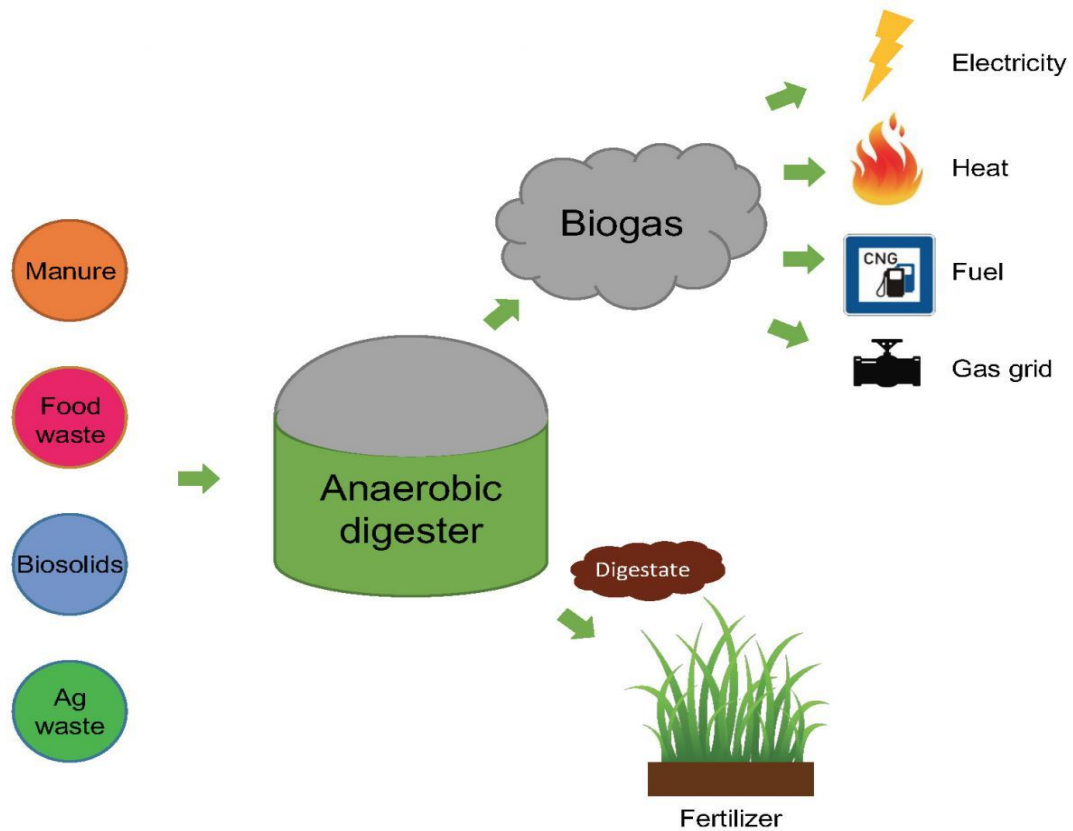 Manure
Food
waste
Biosolids
Ag
waste
Anaerobic
digester
Biogas
Digestate
Fertilizer
Electricity
Heat
CNG
Fuel
Gas grid